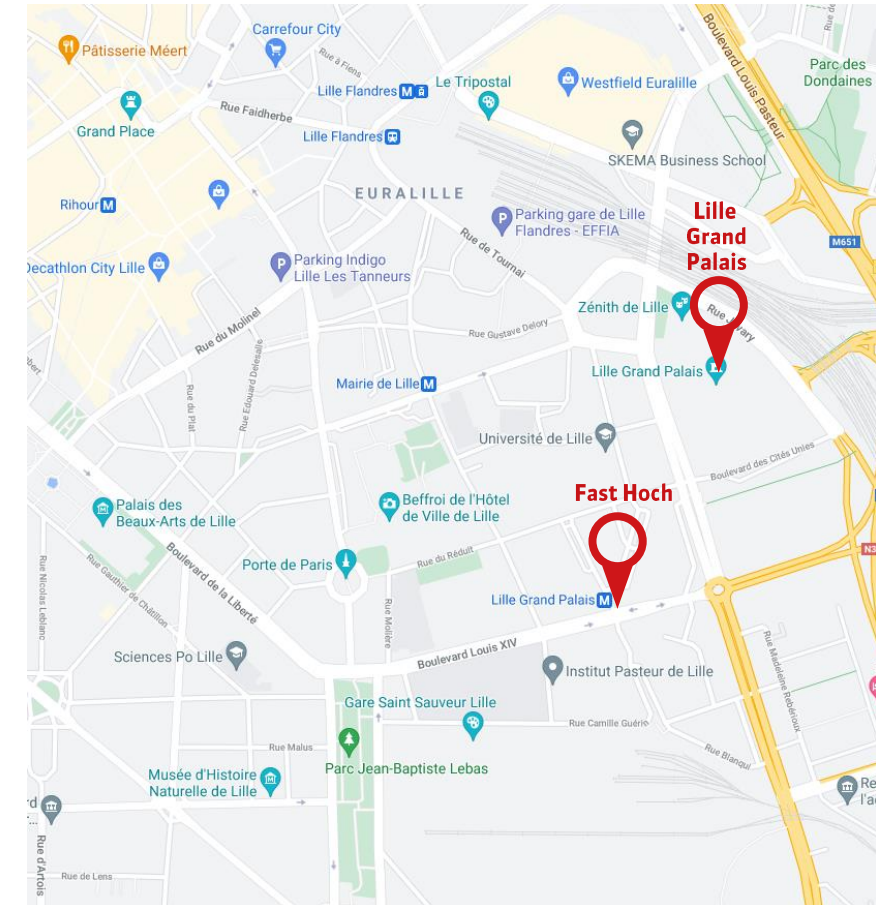 Carrefour City
Pâtisserie Méert
Rue à Fiens
Boulevard Louis Pasteur
Parc des
Dondaines
Lille Flandres M
Le Tripostal
Westfield Euralille
Grand Place
Rue Faidherbe
Lille Flandres
SKEMA Business School
EURALILLE
Rihour M
Lille
Grand
Palais
P
Parking gare de Lille
Flandres - EFFIA
M651
Rue de Tournai
Decathlon City Lille
P
Parking Indigo
Lille Les Tanneurs
Zénith de Lille
Rue Javary
Rue du Molinel
Rue Gustave Delory
Rue Edouard Delesalle
Lille Grand Palais
Mairie de Lille M
Rue du Plat
Université de Lille
Boulevard des Cités Unies
Fast Hoch
Palais des
Beaux-Arts de Lille
Beffroi de l'Hôtel
de Ville de Lille
Rue Nicolas Leblanc
Rue Gauthier de Châtillon
Boulevard de la Liberté
Porte de Paris
Rue du Réduit
N3
Lille Grand Palais M
Rue Molière
Boulevard Louis XIV
Sciences Po Lille
Institut Pasteur de Lille
Rue Madeleine Rebérioux
Gare Saint Sauveur Lille
Rue Camille Guérin
Rue Malus
Parc Jean-Baptiste Lebas
Rue Blanqui
Musée d'Histoire
Naturelle de Lille
Re
l'a
rd
...
Rue d'Artois
Rue de Lens